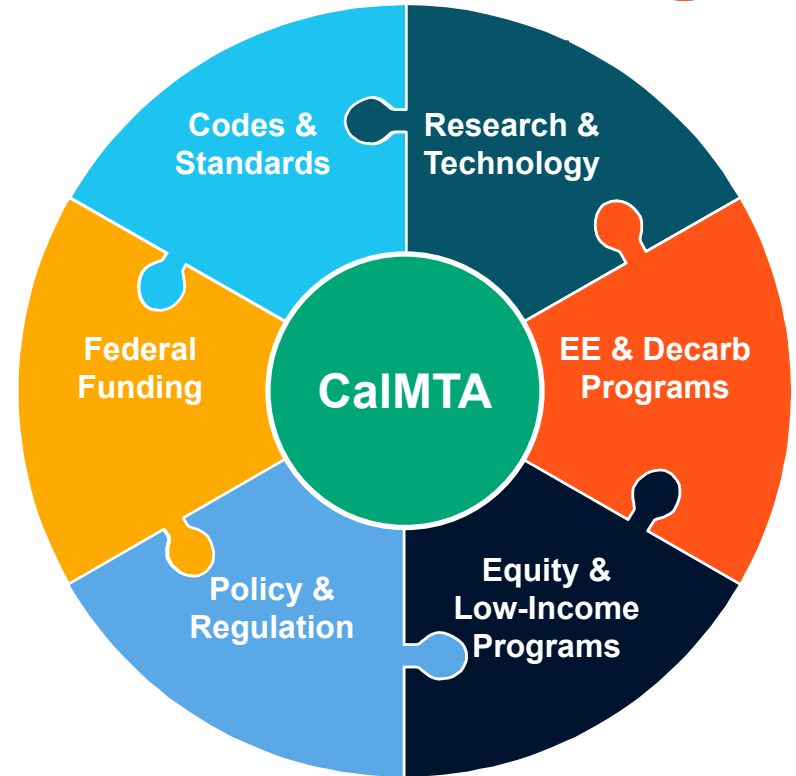 Codes &
Standards
Research &
Technology
Federal
Funding
CalMTA
EE & Decarb
Programs
Policy &
Regulation
Equity &
Low-Income
Programs